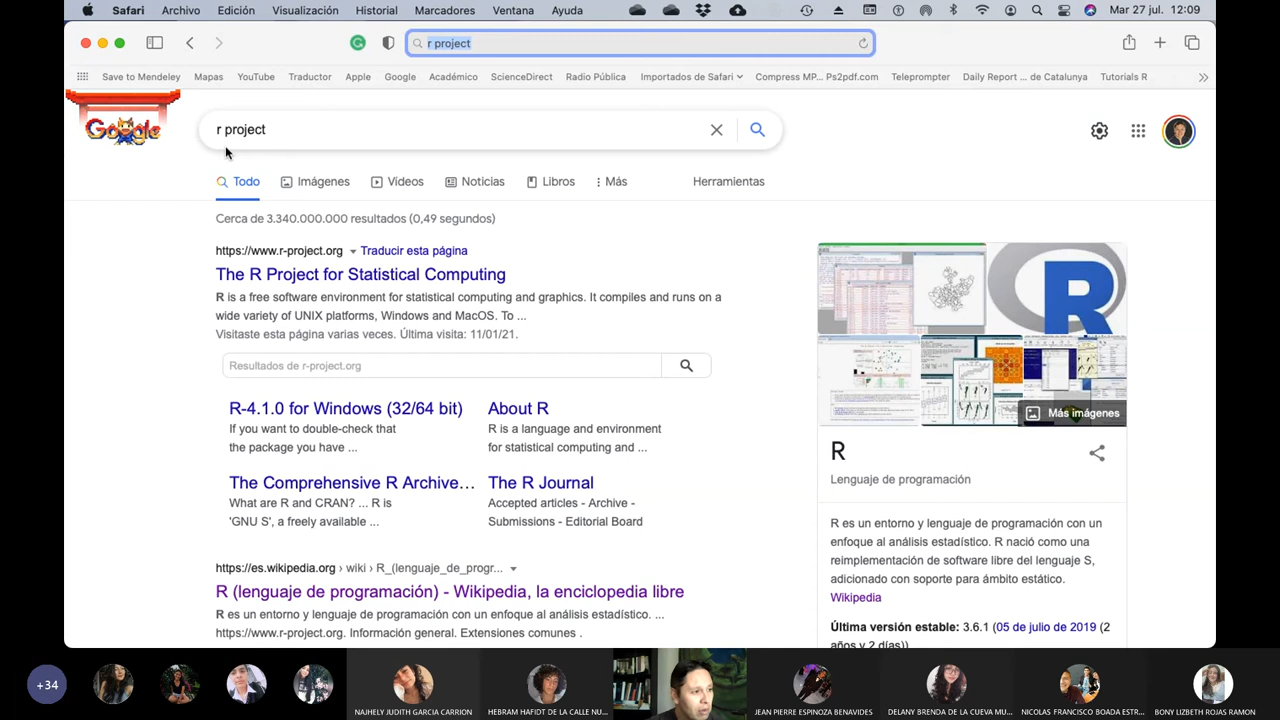 Safari Archivo Edición Visualización Historial Marcadores Ventana Ayuda Mar 27 jul. 12:09
r project
Save to Mendeley Mapas YouTube Traductor Apple Google Académico ScienceDirect Radio Pública Importados de Safari Compress MP... Ps2pdf.com Teleprompter Daily Report ... de Catalunya Tutorials R
Google
r project
Todo Imágenes Videos Noticias Libros Más Herramientas
Cerca de 3.340.000.000 resultados (0,49 segundos)
https://www.r-project.org Traducir esta página
The R Project for Statistical Computing
R is a free software environment for statistical computing and graphics. It compiles and runs on a
wide variety of UNIX platforms, Windows and MacOS. To ...
Visitaste esta página varias veces. Última visita: 11/01/21.
Resultados de r-project.org
R-4.1.0 for Windows (32/64 bit)
If you want to double-check that
the package you have ...
About R
R is a language and environment
for statistical computing and ...
The Comprehensive R Archive…
What are R and CRAN? ... R is
'GNU S', a freely available ...
The R Journal
Accepted articles - Archive -
Submissions - Editorial Board
https://es.wikipedia.org › wiki › R_(lenguaje_de_progr...
R (lenguaje de programación) - Wikipedia, la enciclopedia libre
R es un entorno y lenguaje de programación con un enfoque al análisis estadístico. ...
https://www.r-project.org. Información general. Extensiones comunes .
R
Más imágenes
R
Lenguaje de programación
R es un entorno y lenguaje de programación con un
enfoque al análisis estadístico. R nació como una
reimplementación de software libre del lenguaje S,
adicionado con soporte para ámbito estático.
Wikipedia
Última versión estable: 3.6.1 (05 de julio de 2019 (2
años y 2 días))
+34
NAJHELY JUDITH GARCIA CARRION
HEBRAM HAFIDT DE LA CALLE NU...
JEAN PIERRE ESPINOZA BENAVIDES
DELANY BRENDA DE LA CUEVA MU...
NICOLAS FRANCISCO BOADA ESTR...
BONY LIZBETH ROJAS RAMON